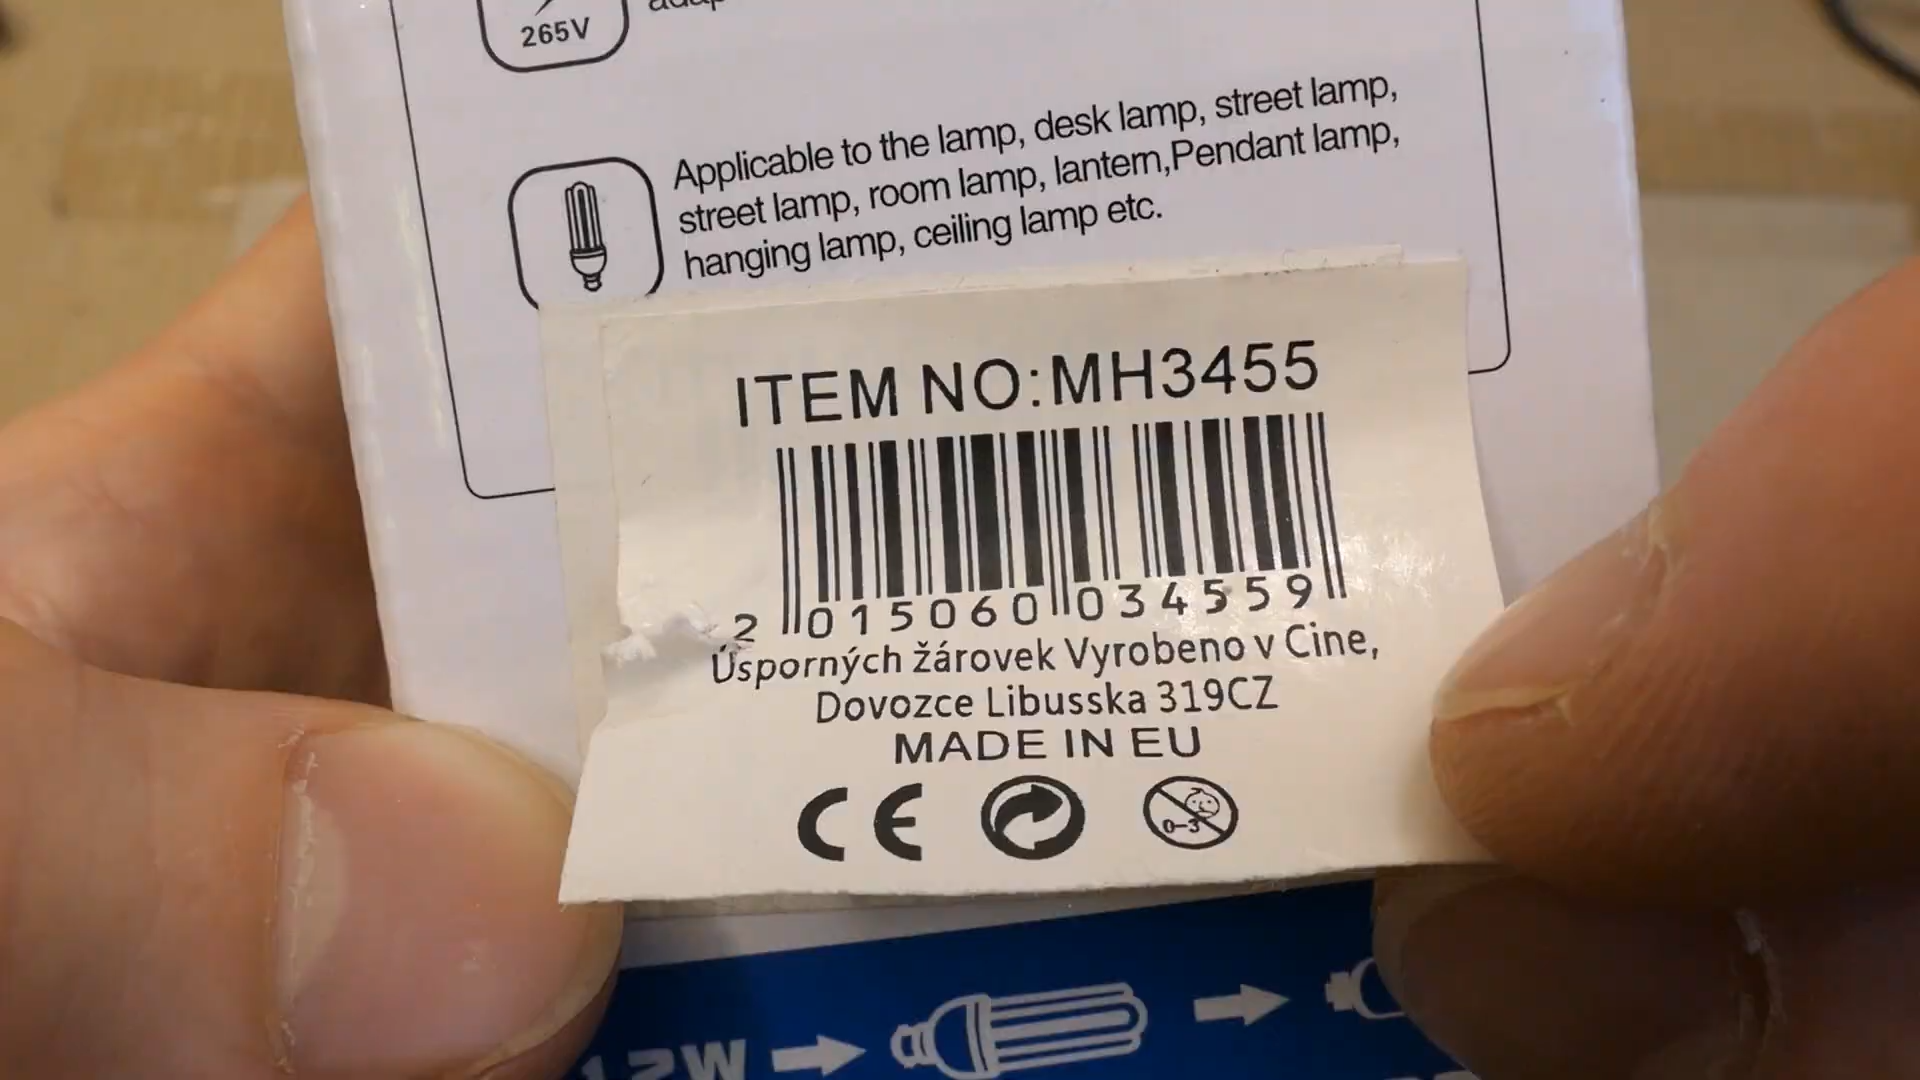 265V
Applicable to the lamp, desk lamp, street lamp,
street lamp, room lamp, lantern,Pendant lamp,
hanging lamp, ceiling lamp etc.
ITEM NO:MH3455
2 015060 034559
Úsporných žárovek Vyrobeno v Cine,
Dovozce Libusska 319CZ
MADE IN EU
CE
0-3
12W